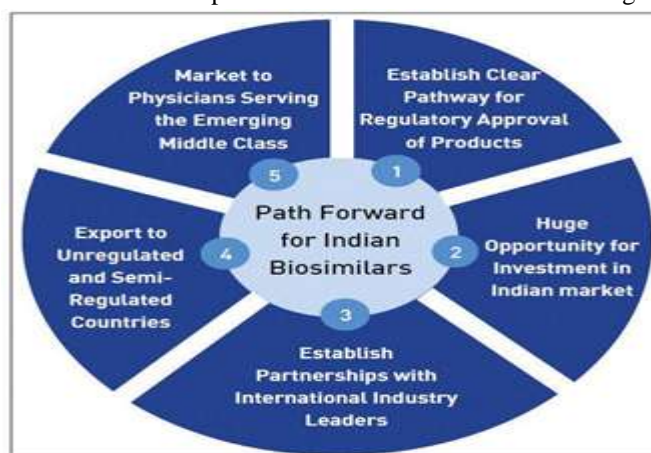 Establish Clear
Pathway for
Regulatory Approval
of Products
1
Huge
Opportunity for
Investment in
Indian market
2
Establish
Partnerships with
International Industry
Leaders
3
Export to
Unregulated
and Semi-
Regulated
Countries
4
Market to
Physicians Serving
the Emerging
Middle Class
5
Path Forward
for Indian
Biosimilars